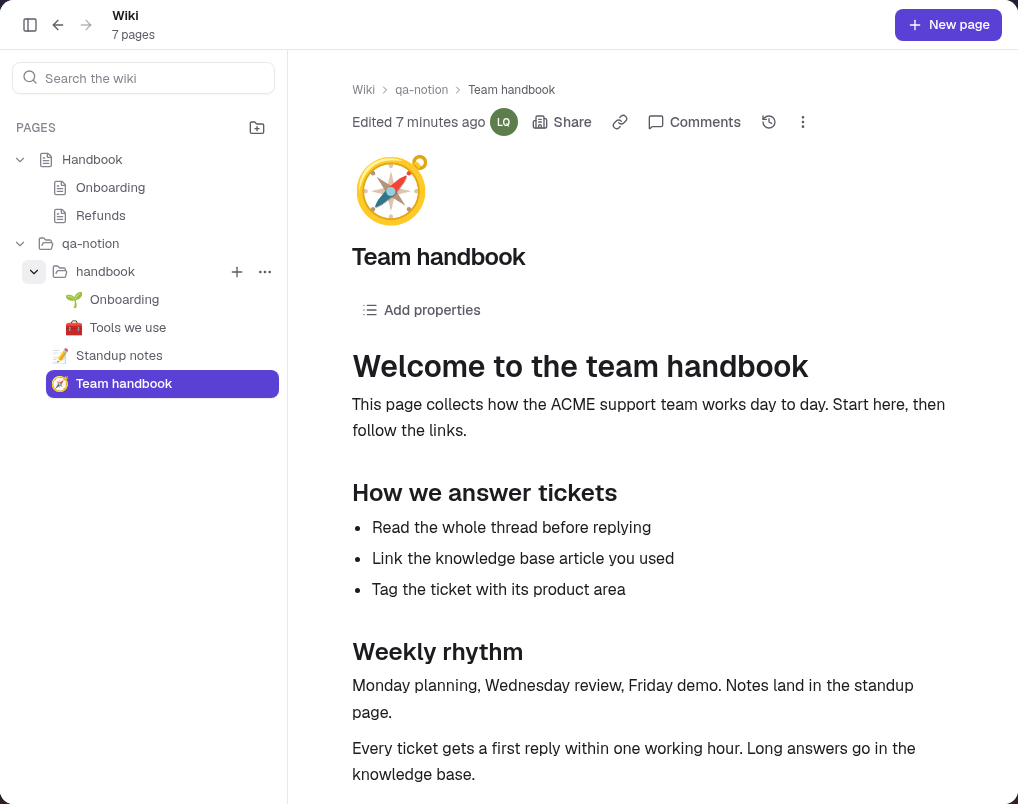 Wiki
7 pages
New page
Search the wiki
PAGES
Handbook
Onboarding
Refunds
qa-notion
handbook
Onboarding
Tools we use
Standup notes
Team handbook
Wiki > qa-notion > Team handbook
Edited 7 minutes ago LQ Share Comments
Team handbook
Add properties
Welcome to the team handbook
This page collects how the ACME support team works day to day. Start here, then
follow the links.
How we answer tickets
• Read the whole thread before replying
• Link the knowledge base article you used
• Tag the ticket with its product area
Weekly rhythm
Monday planning, Wednesday review, Friday demo. Notes land in the standup
page.
Every ticket gets a first reply within one working hour. Long answers go in the
knowledge base.